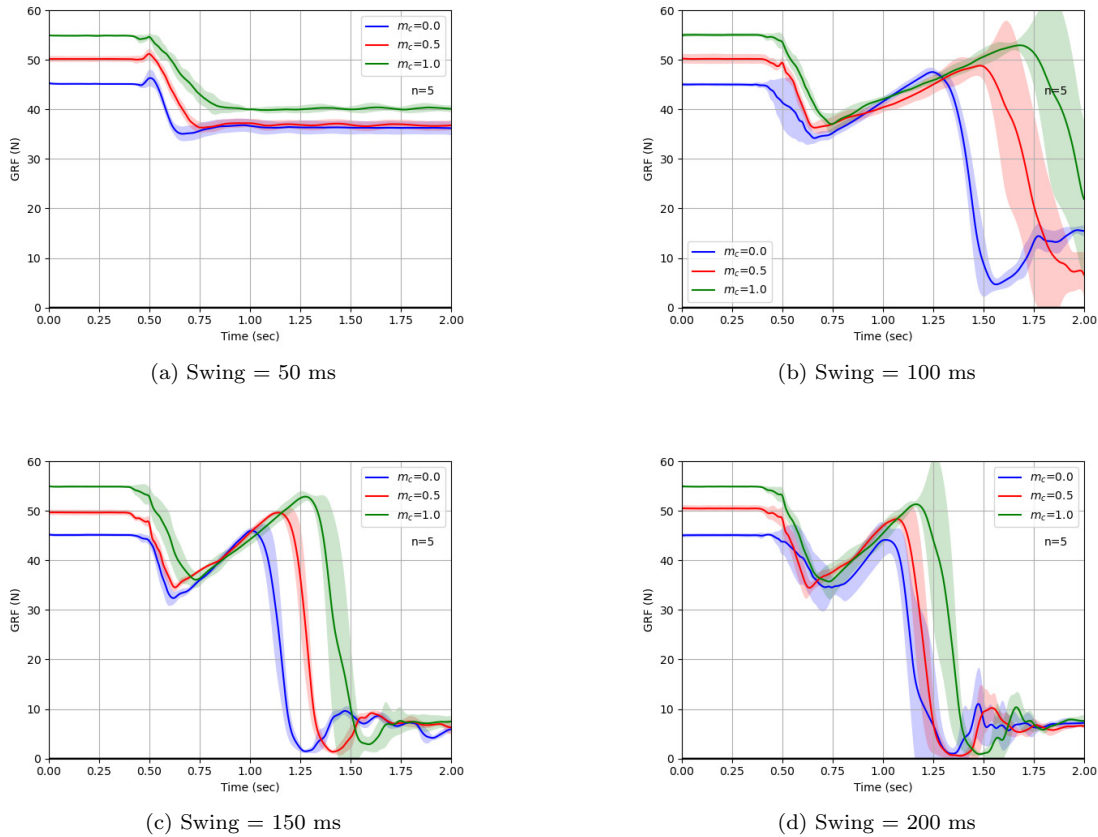 60
50
40
30
20
10
0
GRF (N)
m_c=0.0
m_c=0.5
m_c=1.0
n=5
0.00 0.25 0.50 0.75 1.00 1.25 1.50 1.75 2.00
Time (sec)
(a) Swing = 50 ms
60
50
40
30
20
10
0
GRF (N)
n=5
m_c=0.0
m_c=0.5
m_c=1.0
0.00 0.25 0.50 0.75 1.00 1.25 1.50 1.75 2.00
Time (sec)
(b) Swing = 100 ms
60
50
40
30
20
10
0
GRF (N)
m_c=0.0
m_c=0.5
m_c=1.0
n=5
0.00 0.25 0.50 0.75 1.00 1.25 1.50 1.75 2.00
Time (sec)
(c) Swing = 150 ms
60
50
40
30
20
10
0
GRF (N)
m_c=0.0
m_c=0.5
m_c=1.0
n=5
0.00 0.25 0.50 0.75 1.00 1.25 1.50 1.75 2.00
Time (sec)
(d) Swing = 200 ms